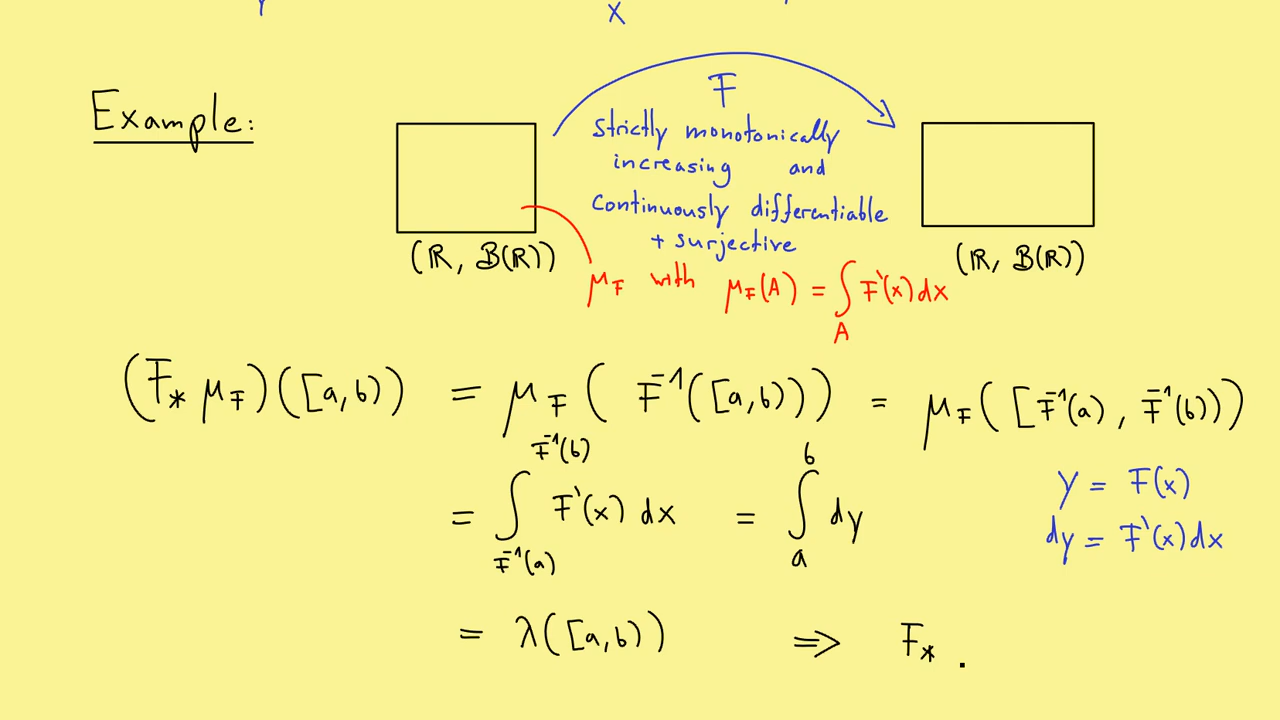 Y
X
Example:
F
strictly monotonically
increasing and
continuously differentiable
+ surjective
(ℝ, B(ℝ))
(ℝ, B(ℝ))
μ_F with μ_F(A) = ∫_A F'(x) dx
(F_* μ_F)([a,b)) = μ_F(F⁻¹([a,b))) = μ_F([F⁻¹(a), F⁻¹(b)))
= ∫_{F⁻¹(a)}^{F⁻¹(b)} F'(x) dx = ∫_a^b dy
y = F(x)
dy = F'(x) dx
= λ([a,b)) ⟹ F_*